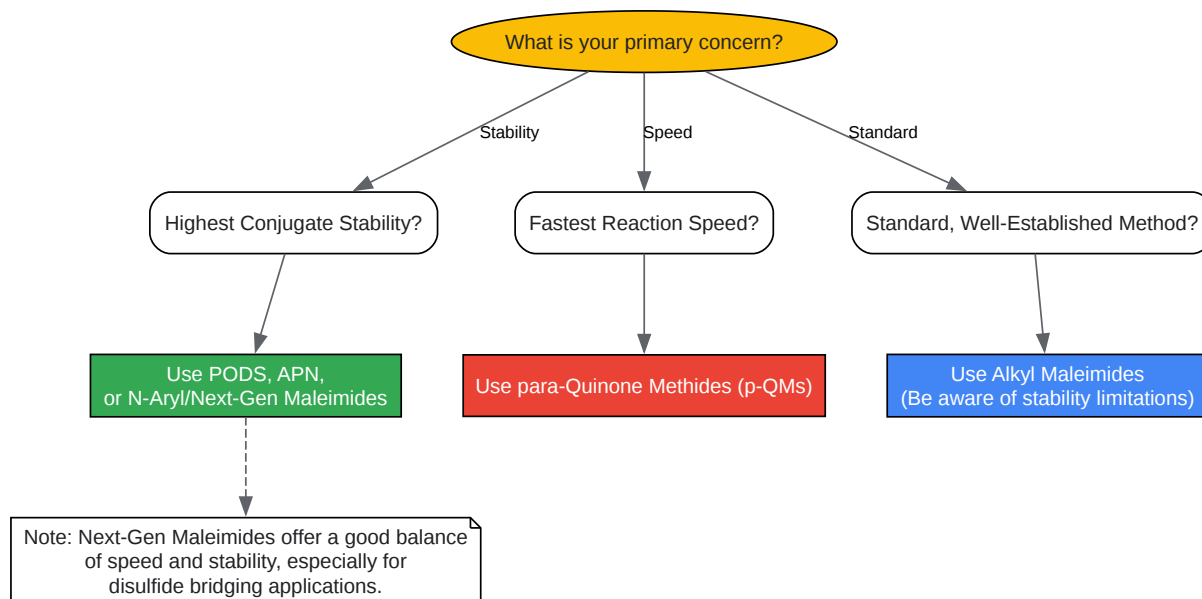 What is your primary concern?
Stability
Speed
Standard
Highest Conjugate Stability?
Fastest Reaction Speed?
Standard, Well-Established Method?
Use PODS, APN,
or N-Aryl/Next-Gen Maleimides
Use para-Quinone Methides (p-QMs)
Use Alkyl Maleimides
(Be aware of stability limitations)
Note: Next-Gen Maleimides offer a good balance
of speed and stability, especially for
disulfide bridging applications.